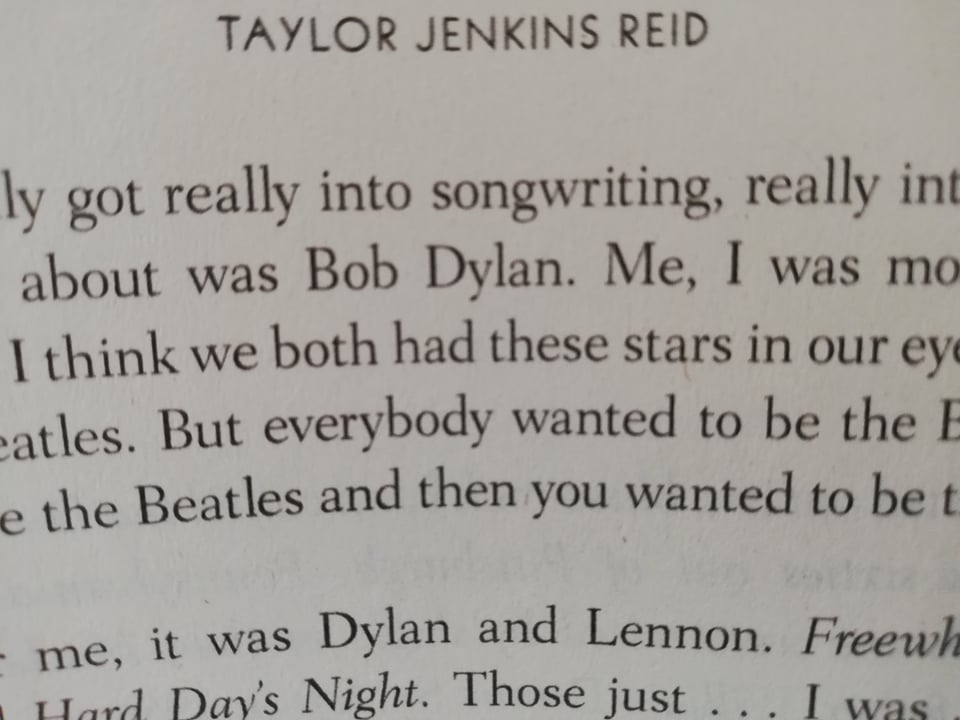 TAYLOR JENKINS REID
ly got really into songwriting, really int
about was Bob Dylan. Me, I was mo
I think we both had these stars in our eye
eatles. But everybody wanted to be the B
e the Beatles and then you wanted to be t
me, it was Dylan and Lennon. Freewh
Hard Day's Night. Those just . . . I was